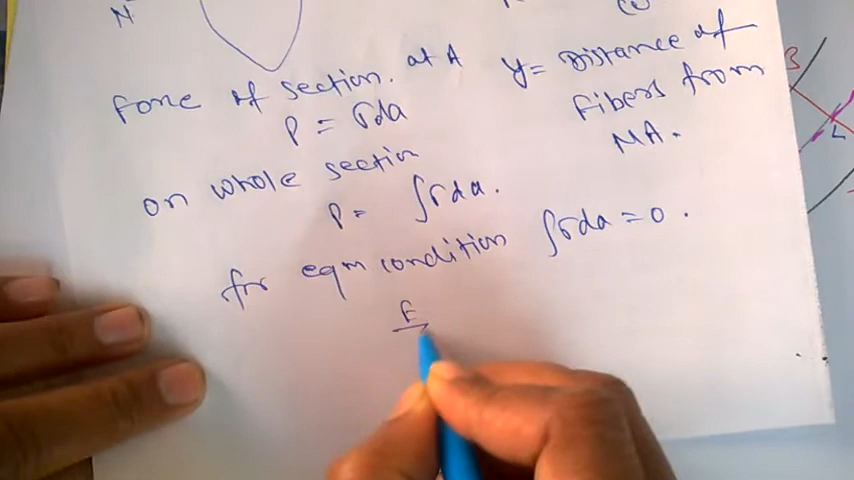 N
(2)
force of section. at A
P = σda
y = Distance of
Fibers from
NA.
on whole section
P = ∫σda.
for eqm condition ∫σda = 0.
E
B
L